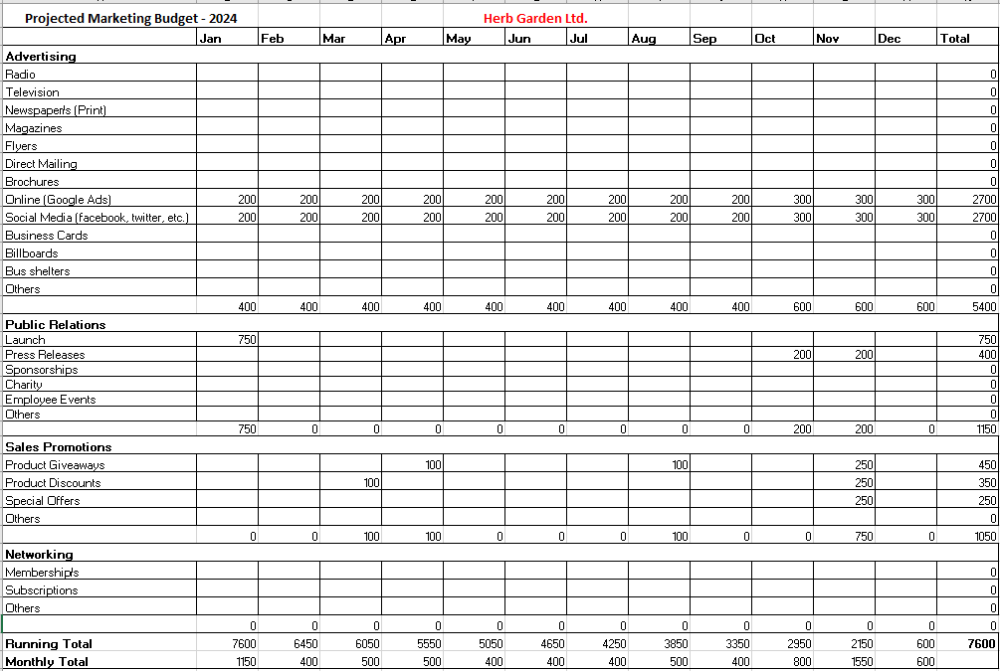 Projected Marketing Budget - 2024 Herb Garden Ltd.
Jan Feb Mar Apr May Jun Jul Aug Sep Oct Nov Dec Total
Advertising
Radio 0
Television 0
Newspaper/s (Print) 0
Magazines 0
Flyers 0
Direct Mailing 0
Brochures 0
Online (Google Ads) 200 200 200 200 200 200 200 200 200 300 300 300 2700
Social Media (facebook, twitter, etc.) 200 200 200 200 200 200 200 200 200 300 300 300 2700
Business Cards 0
Billboards 0
Bus shelters 0
Others 0
400 400 400 400 400 400 400 400 400 600 600 600 5400
Public Relations
Launch 750 750
Press Releases 200 200 400
Sponsorships 0
Charity 0
Employee Events 0
Others 0
750 0 0 0 0 0 0 0 0 200 200 0 1150
Sales Promotions
Product Giveaways 100 100 250 450
Product Discounts 100 250 350
Special Offers 250 250
Others 0
0 0 100 100 0 0 0 100 0 0 750 0 1050
Networking
Membership/s 0
Subscriptions 0
Others 0
0 0 0 0 0 0 0 0 0 0 0 0 0
Running Total 7600 6450 6050 5550 5050 4650 4250 3850 3350 2950 2150 600 7600
Monthly Total 1150 400 500 500 400 400 400 500 400 800 1550 600